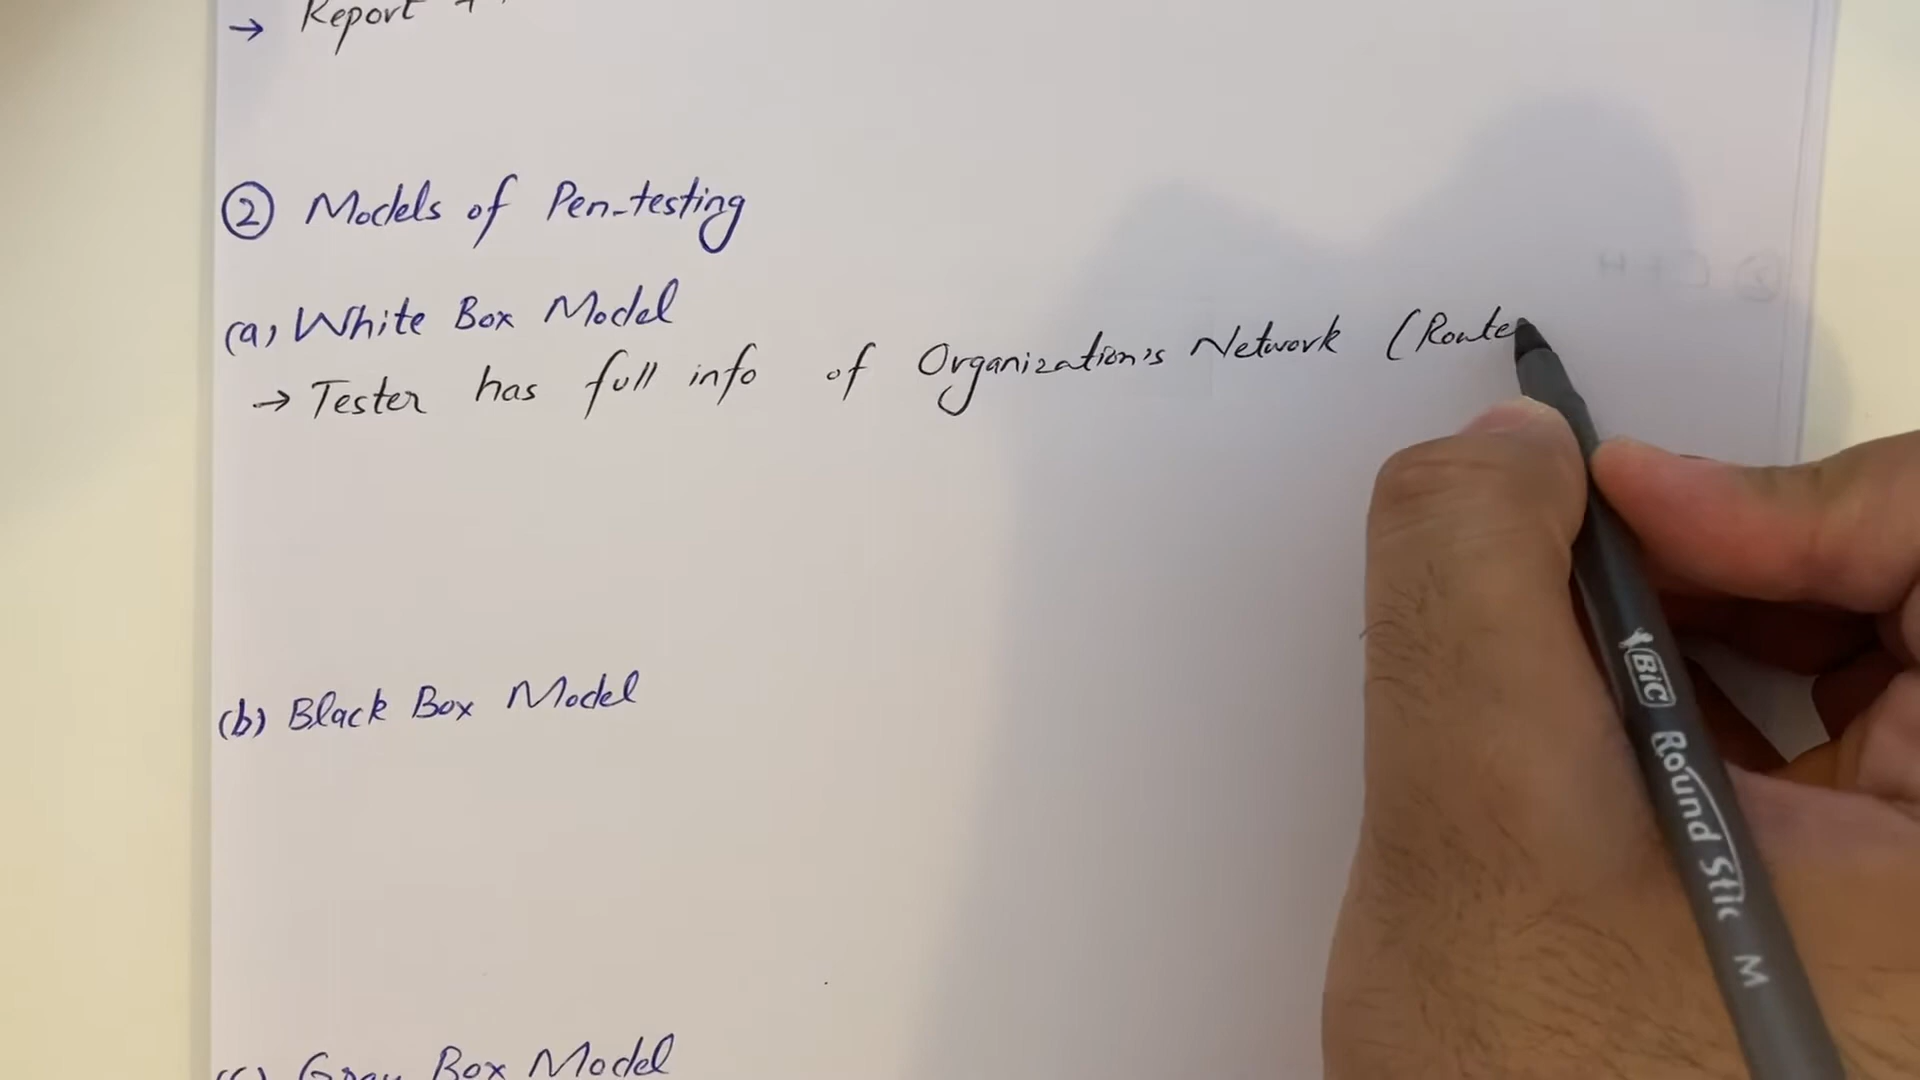 → Report
② Models of Pen-testing
(a) White Box Model
→ Tester has full info of Organization's Network (Route
(b) Black Box Model
(c) Gray Box Model
BIC Round Stic M